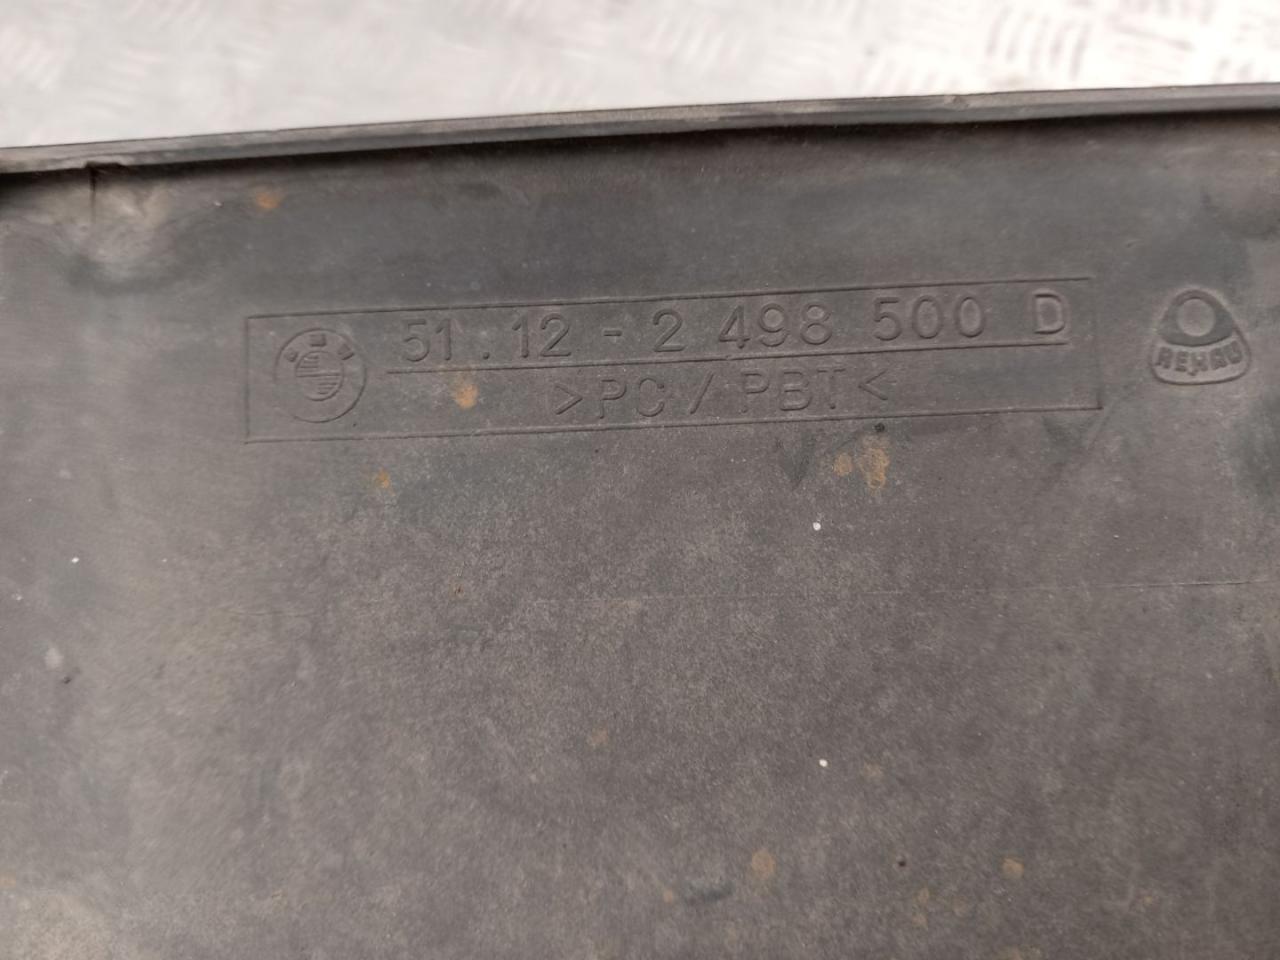 51.12-2 498 500 D
>PC/PBT<
REHAU